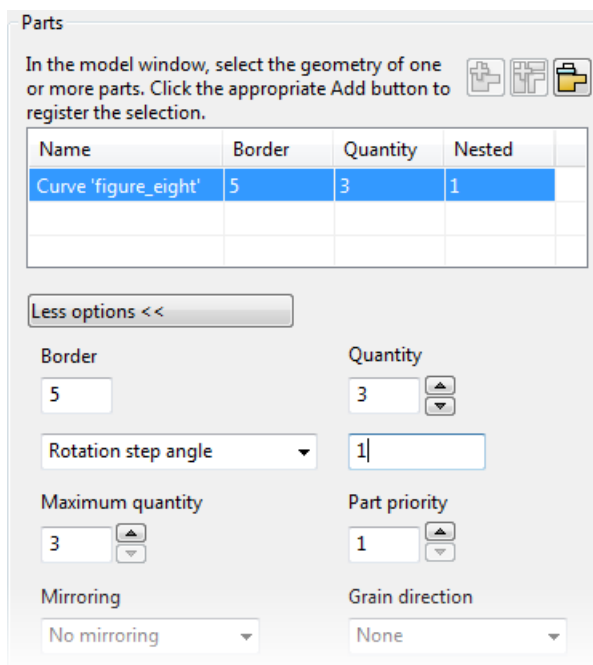 Parts
In the model window, select the geometry of one
or more parts. Click the appropriate Add button to
register the selection.
Name Border Quantity Nested
Curve 'figure_eight' 5 3 1
Less options <<
Border Quantity
5 3
Rotation step angle 1
Maximum quantity Part priority
3 1
Mirroring Grain direction
No mirroring None